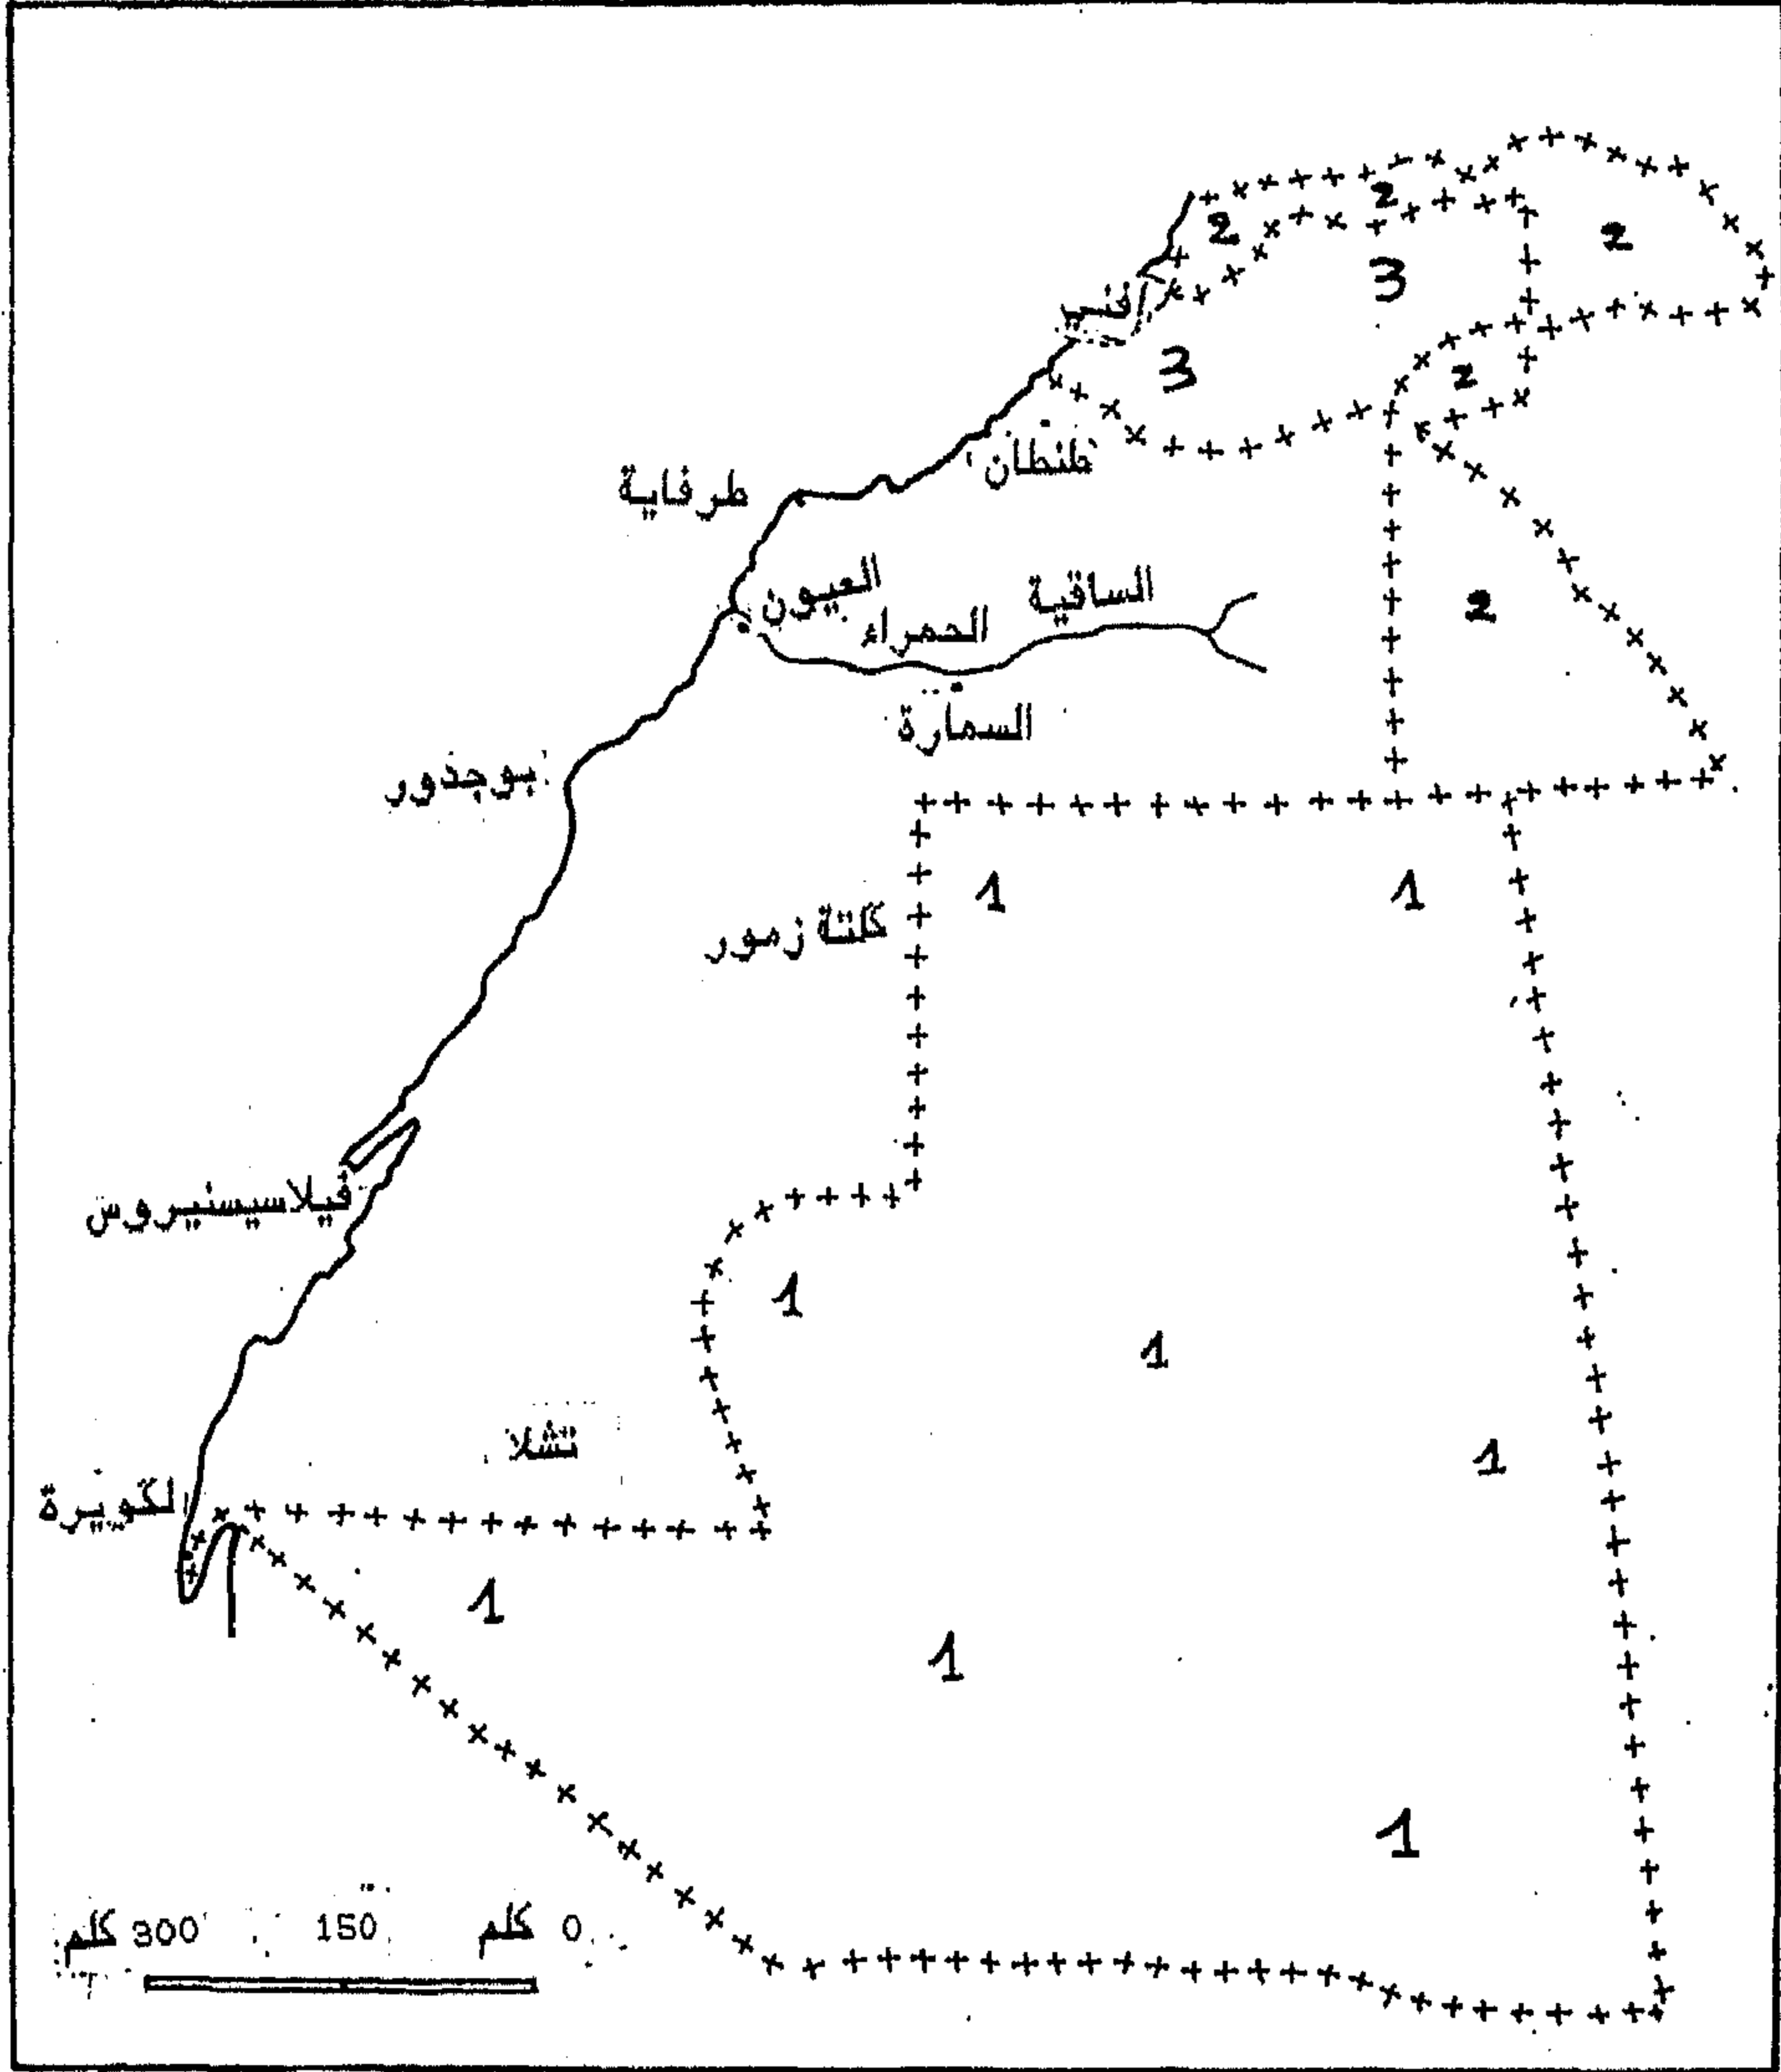 2
2
2
3
إفني
3
2
طنطان
طرفاية
العيون
الساقية
الحمراء
2
السمارة
بوجدور
1
1
كلتة زمور
فيلاسيسنيروس
1
1
تشلا
1
الكويرة
1
1
1
300 كلم 150 كلم 0